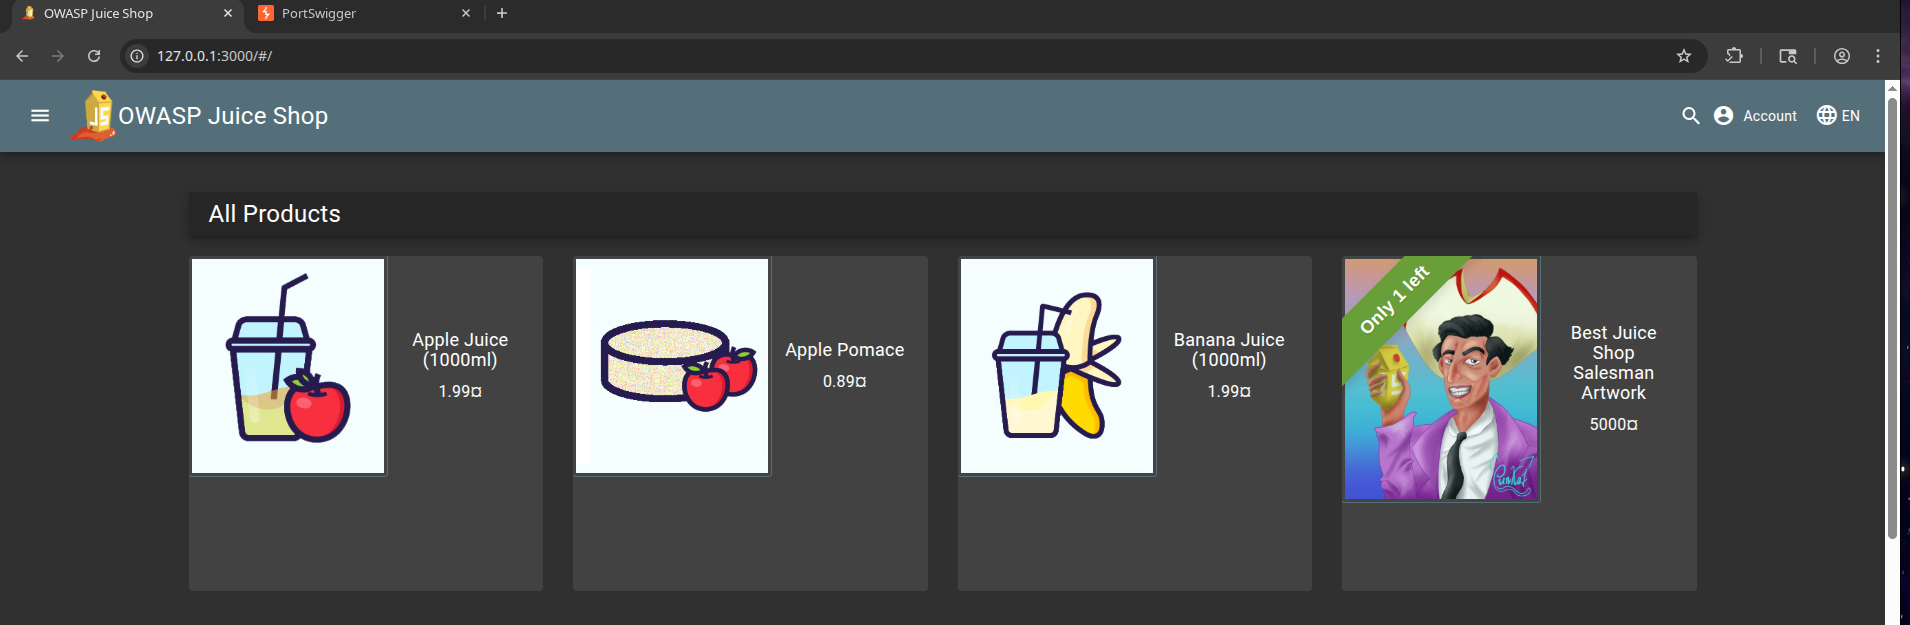 OWASP Juice Shop
PortSwigger
127.0.0.1:3000/#/
JS
OWASP Juice Shop
Account
EN
All Products
Apple Juice
(1000ml)
1.99¤
Apple Pomace
0.89¤
Banana Juice
(1000ml)
1.99¤
Only 1 left
Best Juice
Shop
Salesman
Artwork
5000¤